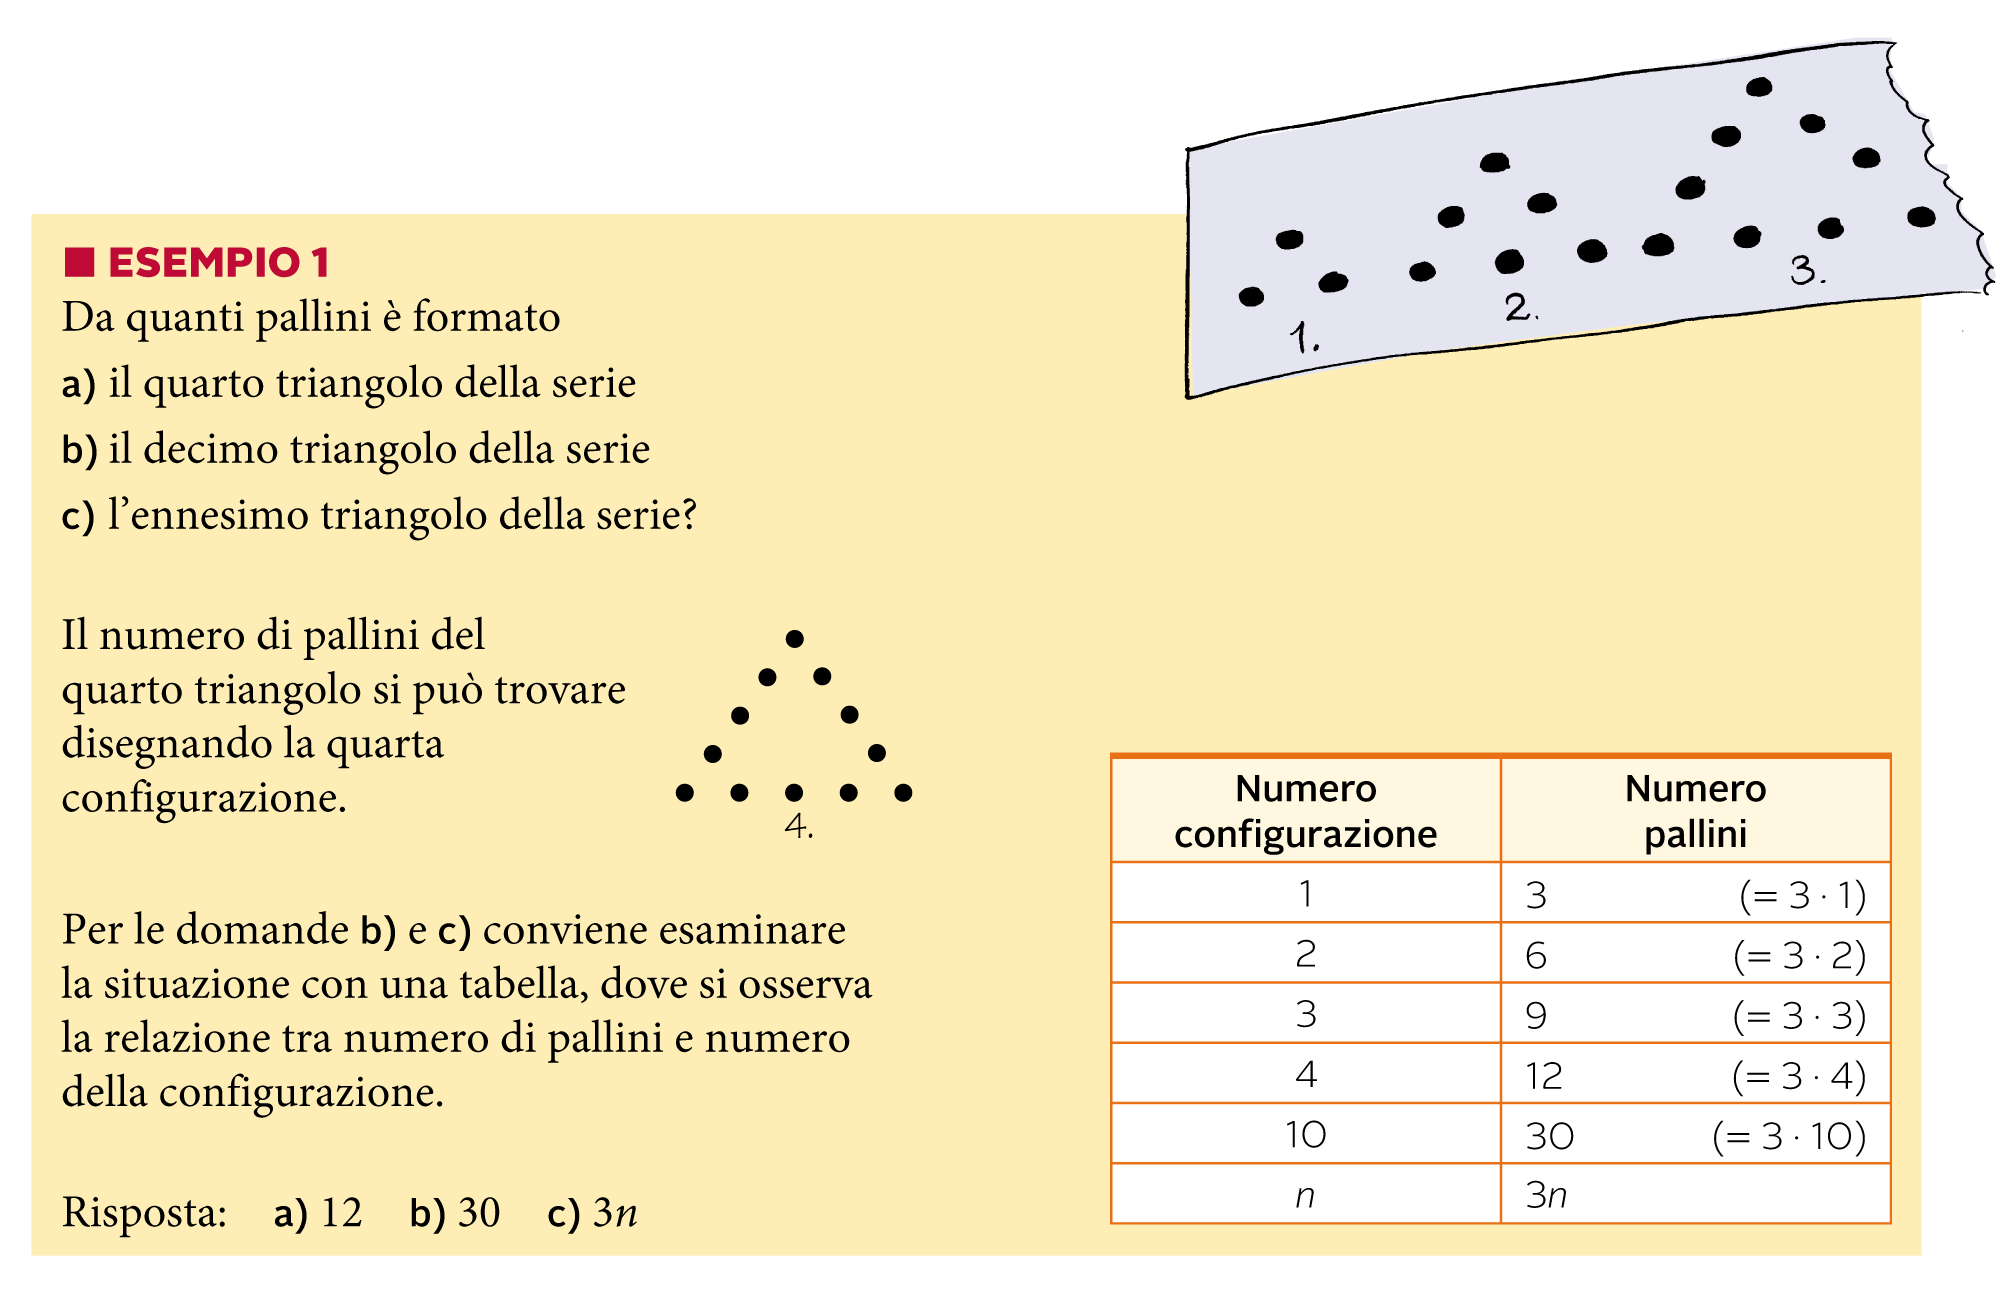 ESEMPIO 1
Da quanti pallini è formato
a) il quarto triangolo della serie
b) il decimo triangolo della serie
c) l’ennesimo triangolo della serie?
1.
2.
3.
Il numero di pallini del
quarto triangolo si può trovare
disegnando la quarta
configurazione.
4.
Per le domande b) e c) conviene esaminare
la situazione con una tabella, dove si osserva
la relazione tra numero di pallini e numero
della configurazione.
Risposta: a) 12 b) 30 c) 3n
Numero configurazione Numero pallini
1 3 (= 3 · 1)
2 6 (= 3 · 2)
3 9 (= 3 · 3)
4 12 (= 3 · 4)
10 30 (= 3 · 10)
n 3n